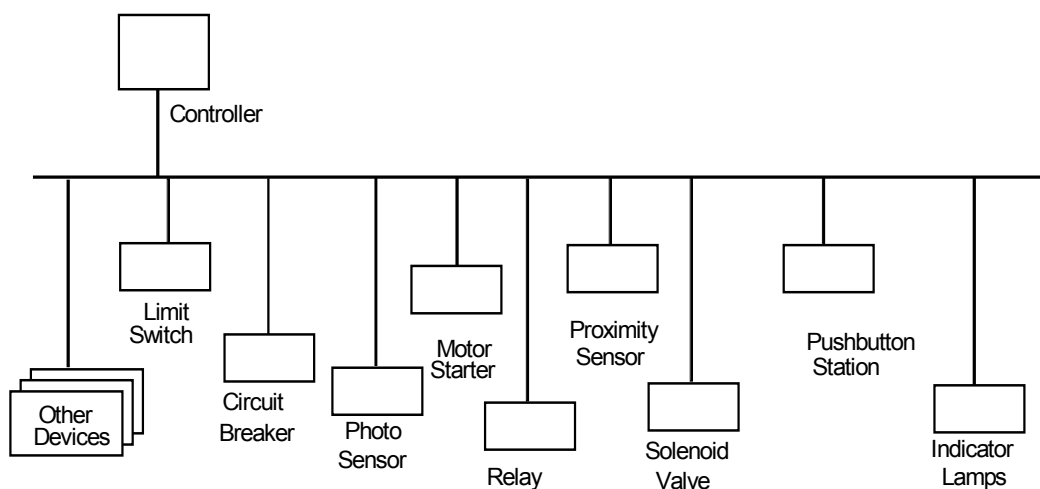 Controller
Limit
Switch
Proximity
Sensor
Pushbutton
Station
Motor
Starter
Other
Devices
Circuit
Breaker
Photo
Sensor
Relay
Solenoid
Valve
Indicator
Lamps